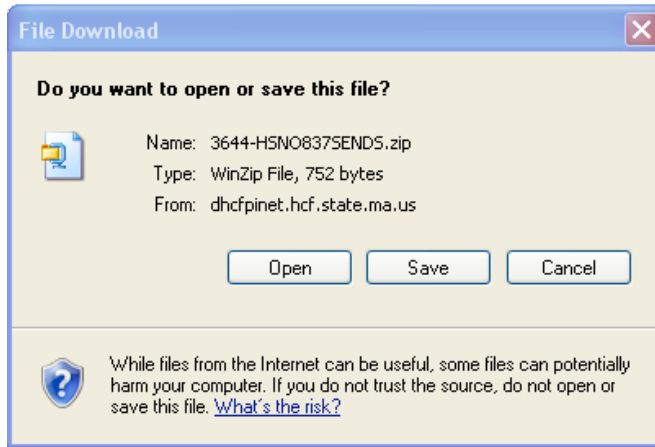 File Download
Do you want to open or save this file?
Name: 3644-HSNO837SENDS.zip
Type: WinZip File, 752 bytes
From: dhcfpinet.hcf.state.ma.us
Open Save Cancel
While files from the Internet can be useful, some files can potentially
harm your computer. If you do not trust the source, do not open or
save this file. What's the risk?